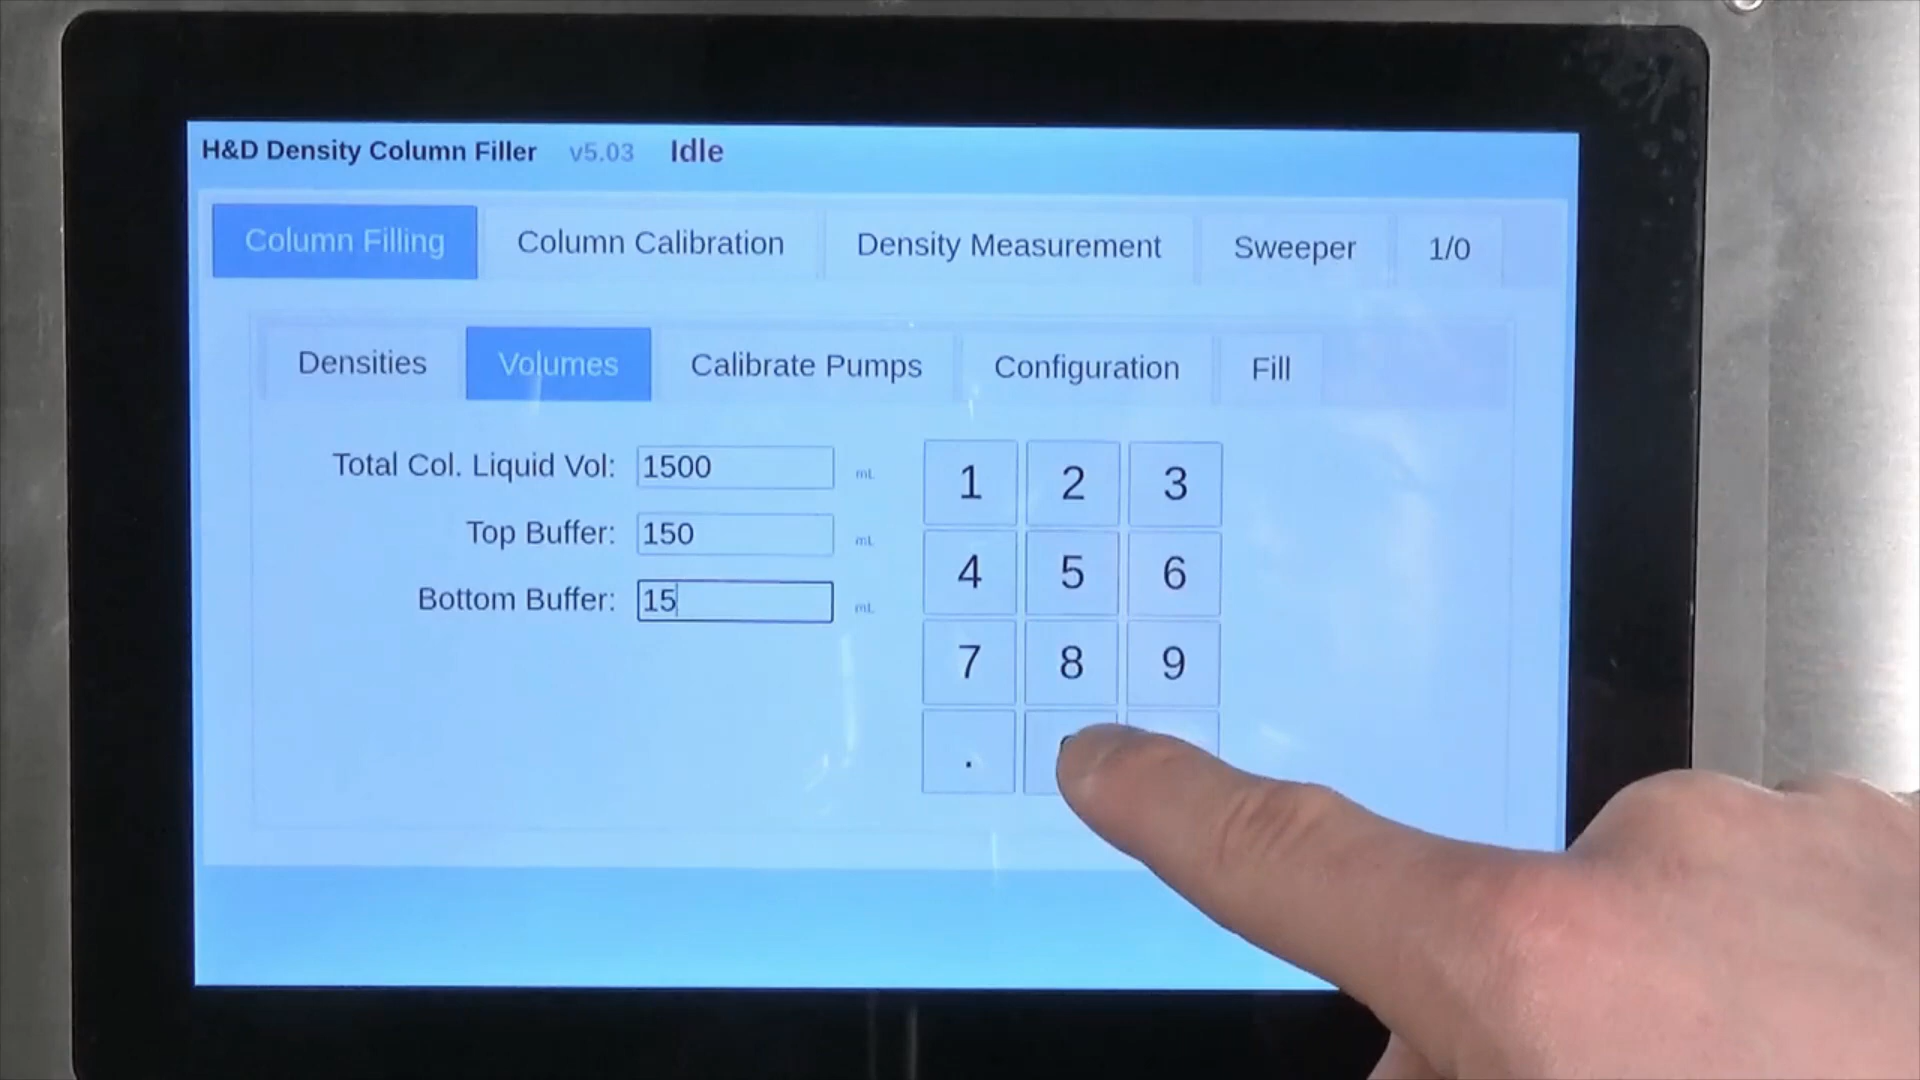 H&D Density Column Filler v5.03 Idle
Column Filling Column Calibration Density Measurement Sweeper 1/0
Densities Volumes Calibrate Pumps Configuration Fill
Total Col. Liquid Vol: 1500 mL
Top Buffer: 150 mL
Bottom Buffer: 15 mL
1 2 3
4 5 6
7 8 9
.